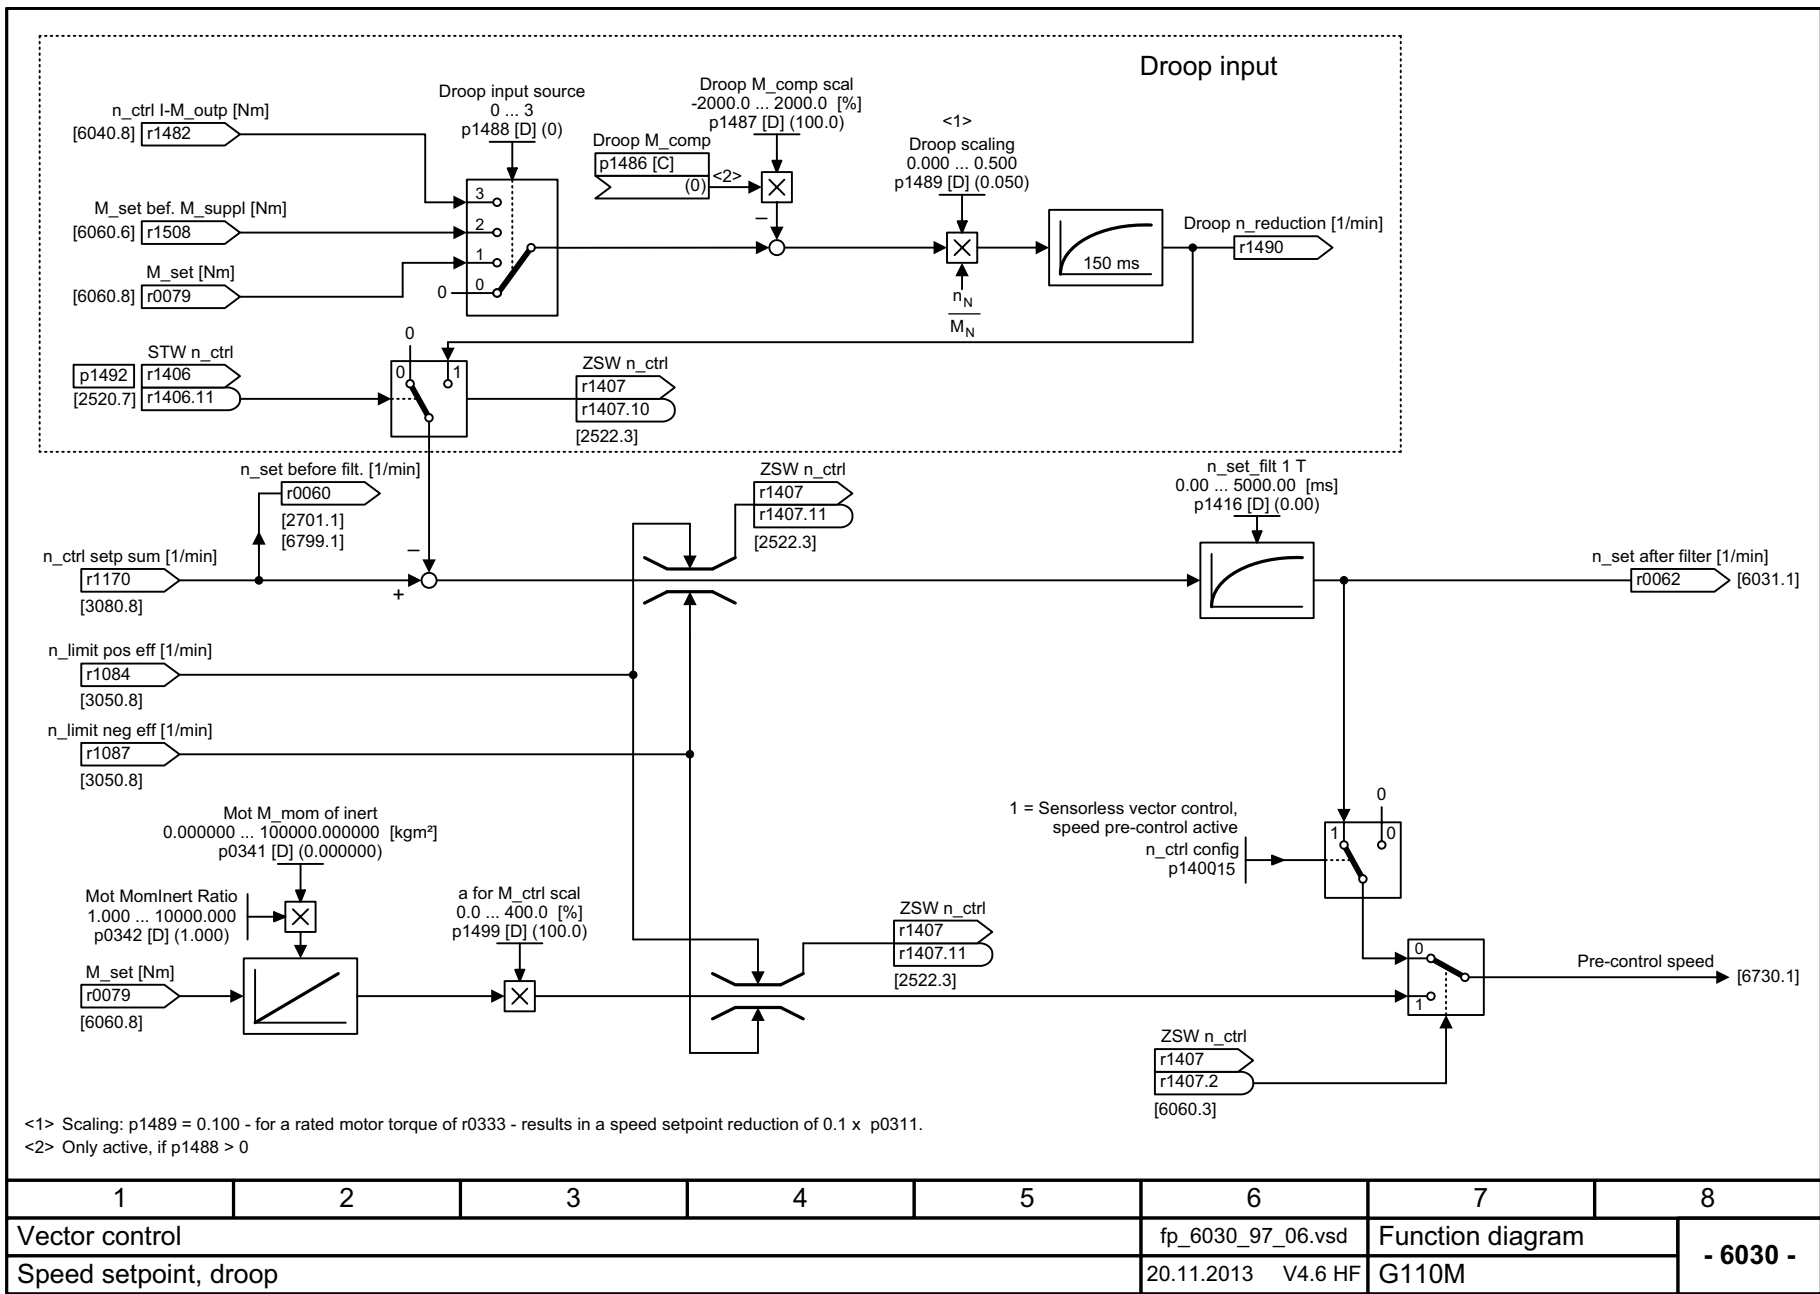 Droop input
Droop input source
0 ... 3
p1488 [D] (0)
Droop M_comp scal
-2000.0 ... 2000.0 [%]
p1487 [D] (100.0)
n_ctrl I-M_outp [Nm]
[6040.8] r1482
Droop M_comp
p1486 [C]
(0)
<2>
<1>
Droop scaling
0.000 ... 0.500
p1489 [D] (0.050)
M_set bef. M_suppl [Nm]
[6060.6] r1508
M_set [Nm]
[6060.8] r0079
3
2
1
0
0
–
nN
MN
150 ms
Droop n_reduction [1/min]
r1490
STW n_ctrl
p1492 r1406
[2520.7] r1406.11
0
0 1
ZSW n_ctrl
r1407
r1407.10
[2522.3]
n_set before filt. [1/min]
r0060
[2701.1]
[6799.1]
n_ctrl setp sum [1/min]
r1170
[3080.8]
–
+
ZSW n_ctrl
r1407
r1407.11
[2522.3]
n_set_filt 1 T
0.00 ... 5000.00 [ms]
p1416 [D] (0.00)
n_set after filter [1/min]
r0062 [6031.1]
n_limit pos eff [1/min]
r1084
[3050.8]
n_limit neg eff [1/min]
r1087
[3050.8]
Mot M_mom of inert
0.000000 ... 100000.000000 [kgm²]
p0341 [D] (0.000000)
Mot MomInert Ratio
1.000 ... 10000.000
p0342 [D] (1.000)
a for M_ctrl scal
0.0 ... 400.0 [%]
p1499 [D] (100.0)
M_set [Nm]
r0079
[6060.8]
ZSW n_ctrl
r1407
r1407.11
[2522.3]
1 = Sensorless vector control,
speed pre-control active
n_ctrl config
p1400.15
0
1 0
0
1
Pre-control speed
[6730.1]
ZSW n_ctrl
r1407
r1407.2
[6060.3]
<1> Scaling: p1489 = 0.100 - for a rated motor torque of r0333 - results in a speed setpoint reduction of 0.1 x p0311.
<2> Only active, if p1488 > 0
1 2 3 4 5 6 7 8
Vector control fp_6030_97_06.vsd Function diagram
- 6030 -
Speed setpoint, droop 20.11.2013 V4.6 HF G110M